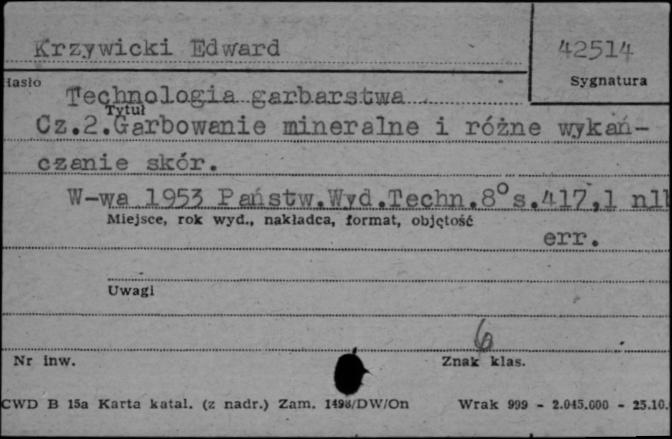 Krzywicki Edward
42514
Hasło
Sygnatura
Technologia garbarstwa
Tytuł
Cz.2.Garbowanie mineralne i różne wykań-
czanie skór.
W-wa 1953 Państw.Wyd.Techn.8°s.417,1 nlb
Miejsce, rok wyd., nakładca, format, objętość
err.
Uwagi
6
Nr inw.
Znak klas.
CWD B 15a Karta katal. (z nadr.) Zam. 1498/DW/On Wrak 999 - 2.045.000 - 25.10.